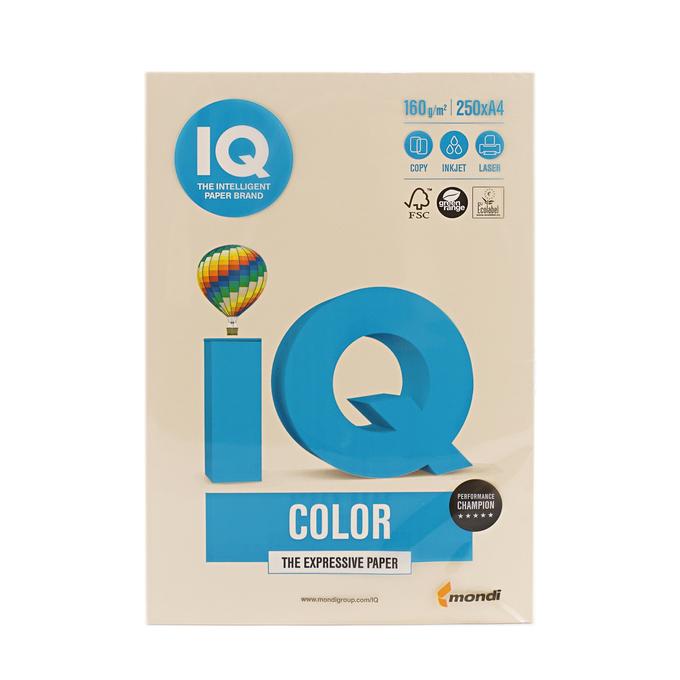 IQ
THE INTELLIGENT
PAPER BRAND
160 g/m² | 250xA4
COPY INKJET LASER
FSC™
green
range
Ecolabel
IQ
COLOR
THE EXPRESSIVE PAPER
PERFORMANCE
CHAMPION
★★★★★
www.mondigroup.com/IQ
mondi